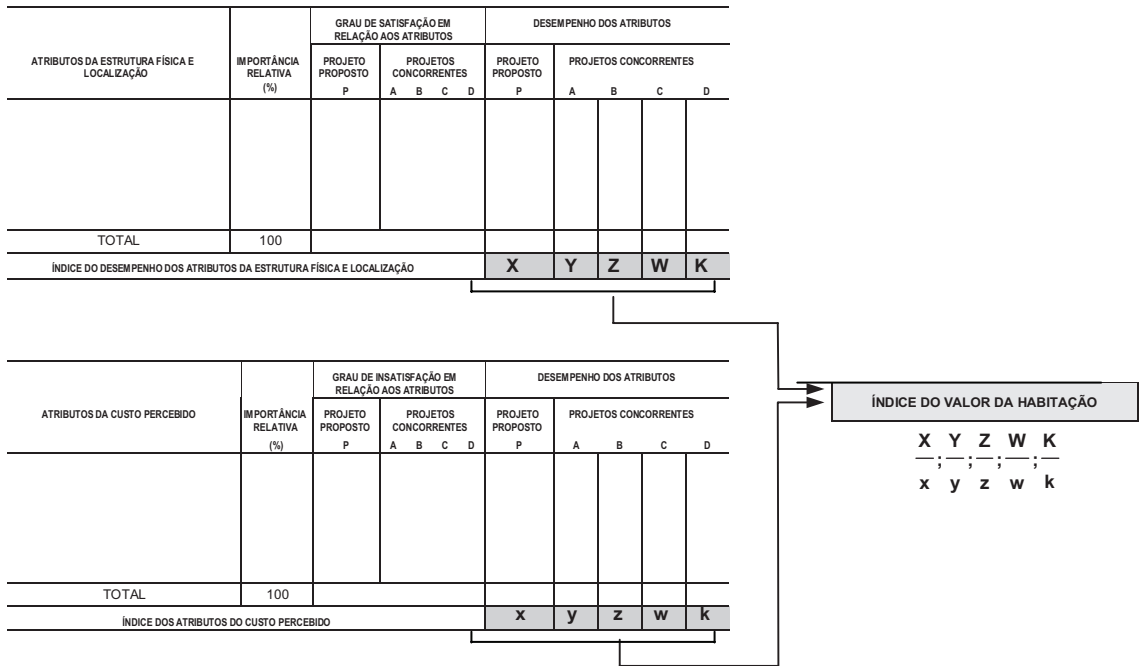 GRAU DE SATISFAÇÃO EM
RELAÇÃO AOS ATRIBUTOS
DESEMPENHO DOS ATRIBUTOS
ATRIBUTOS DA ESTRUTURA FÍSICA E
LOCALIZAÇÃO
IMPORTÂNCIA
RELATIVA
(%)
PROJETO
PROPOSTO
P
PROJETOS
CONCORRENTES
A B C D
PROJETO
PROPOSTO
P
PROJETOS CONCORRENTES
A B C D
TOTAL 100
ÍNDICE DO DESEMPENHO DOS ATRIBUTOS DA ESTRUTURA FÍSICA E LOCALIZAÇÃO X Y Z W K
GRAU DE INSATISFAÇÃO EM
RELAÇÃO AOS ATRIBUTOS
DESEMPENHO DOS ATRIBUTOS
ATRIBUTOS DA CUSTO PERCEBIDO
IMPORTÂNCIA
RELATIVA
(%)
PROJETO
PROPOSTO
P
PROJETOS
CONCORRENTES
A B C D
PROJETO
PROPOSTO
P
PROJETOS CONCORRENTES
A B C D
TOTAL 100
ÍNDICE DOS ATRIBUTOS DO CUSTO PERCEBIDO x y z w k
ÍNDICE DO VALOR DA HABITAÇÃO
X Y Z W K
; ; ; ;
x y z w k